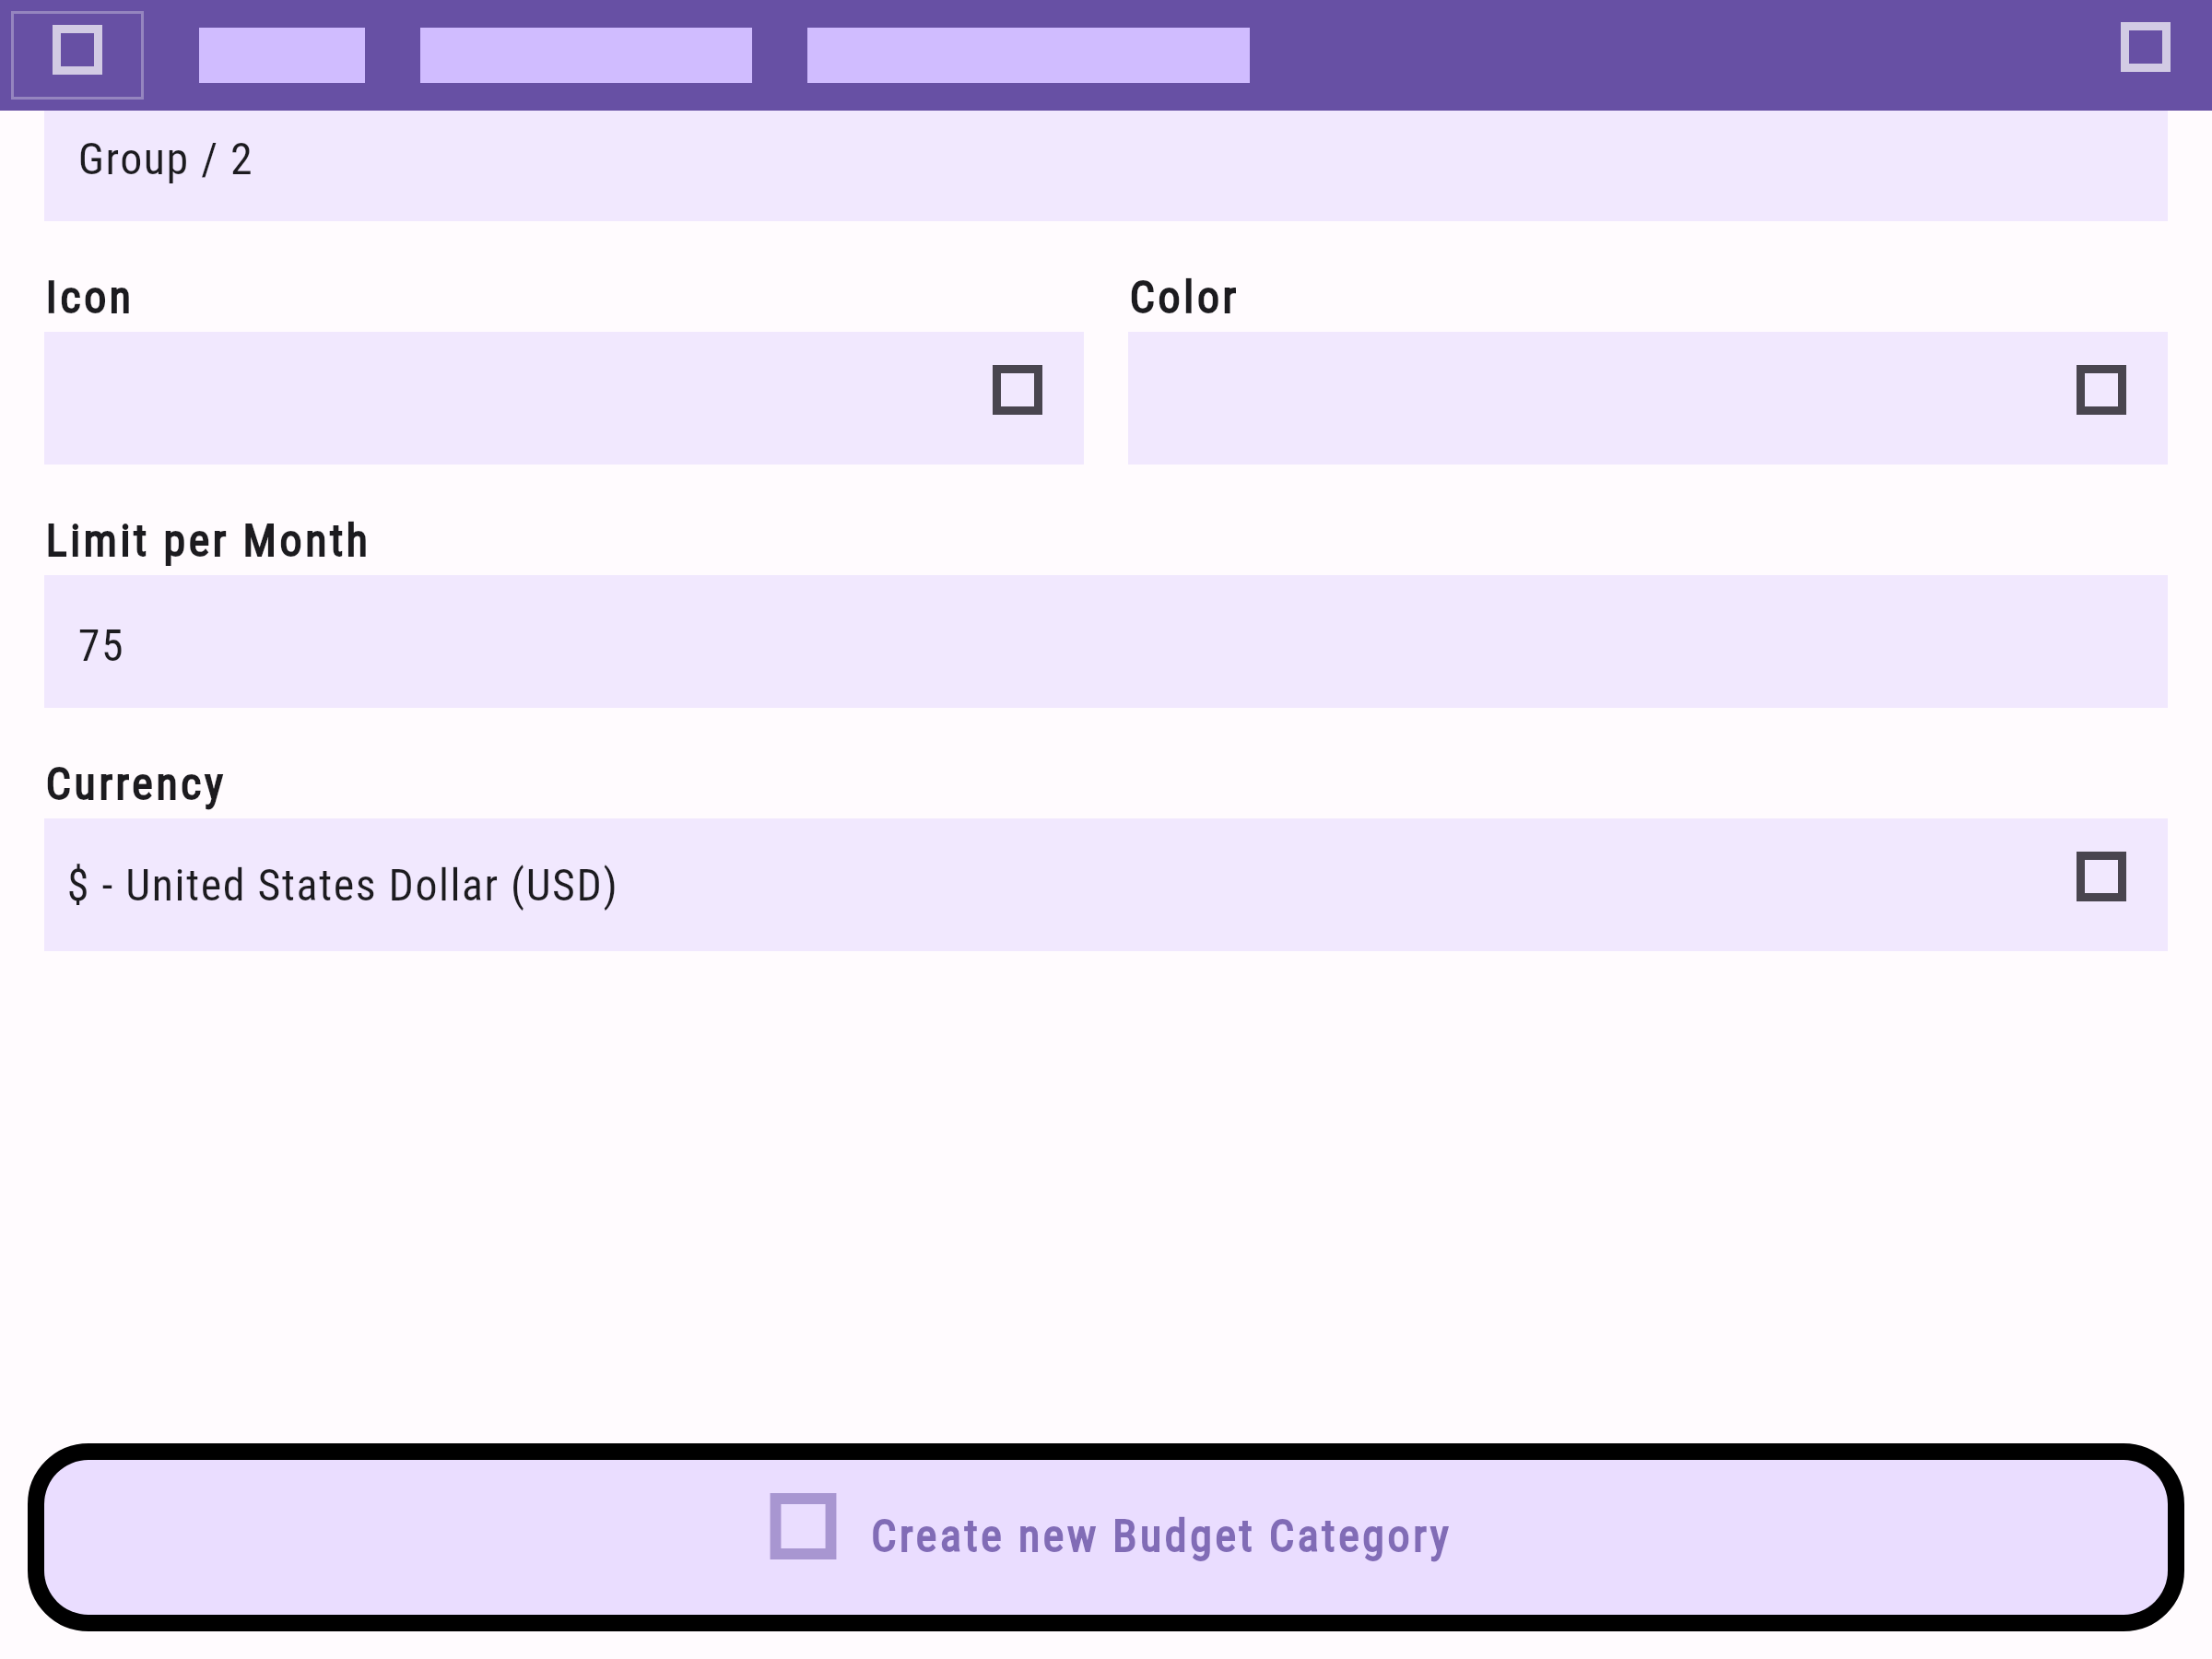 Group / 2
Icon
Color
Limit per Month
75
Currency
$ - United States Dollar (USD)
Create new Budget Category